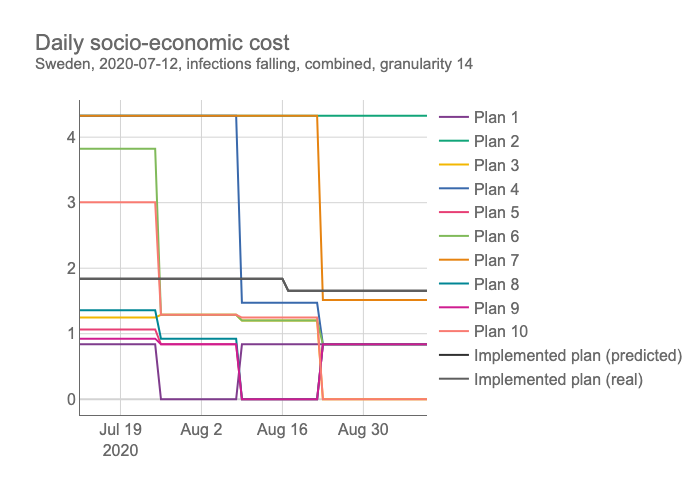 Daily socio-economic cost
Sweden, 2020-07-12, infections falling, combined, granularity 14
4
3
2
1
0
Jul 19
2020
Aug 2
Aug 16
Aug 30
Plan 1
Plan 2
Plan 3
Plan 4
Plan 5
Plan 6
Plan 7
Plan 8
Plan 9
Plan 10
Implemented plan (predicted)
Implemented plan (real)